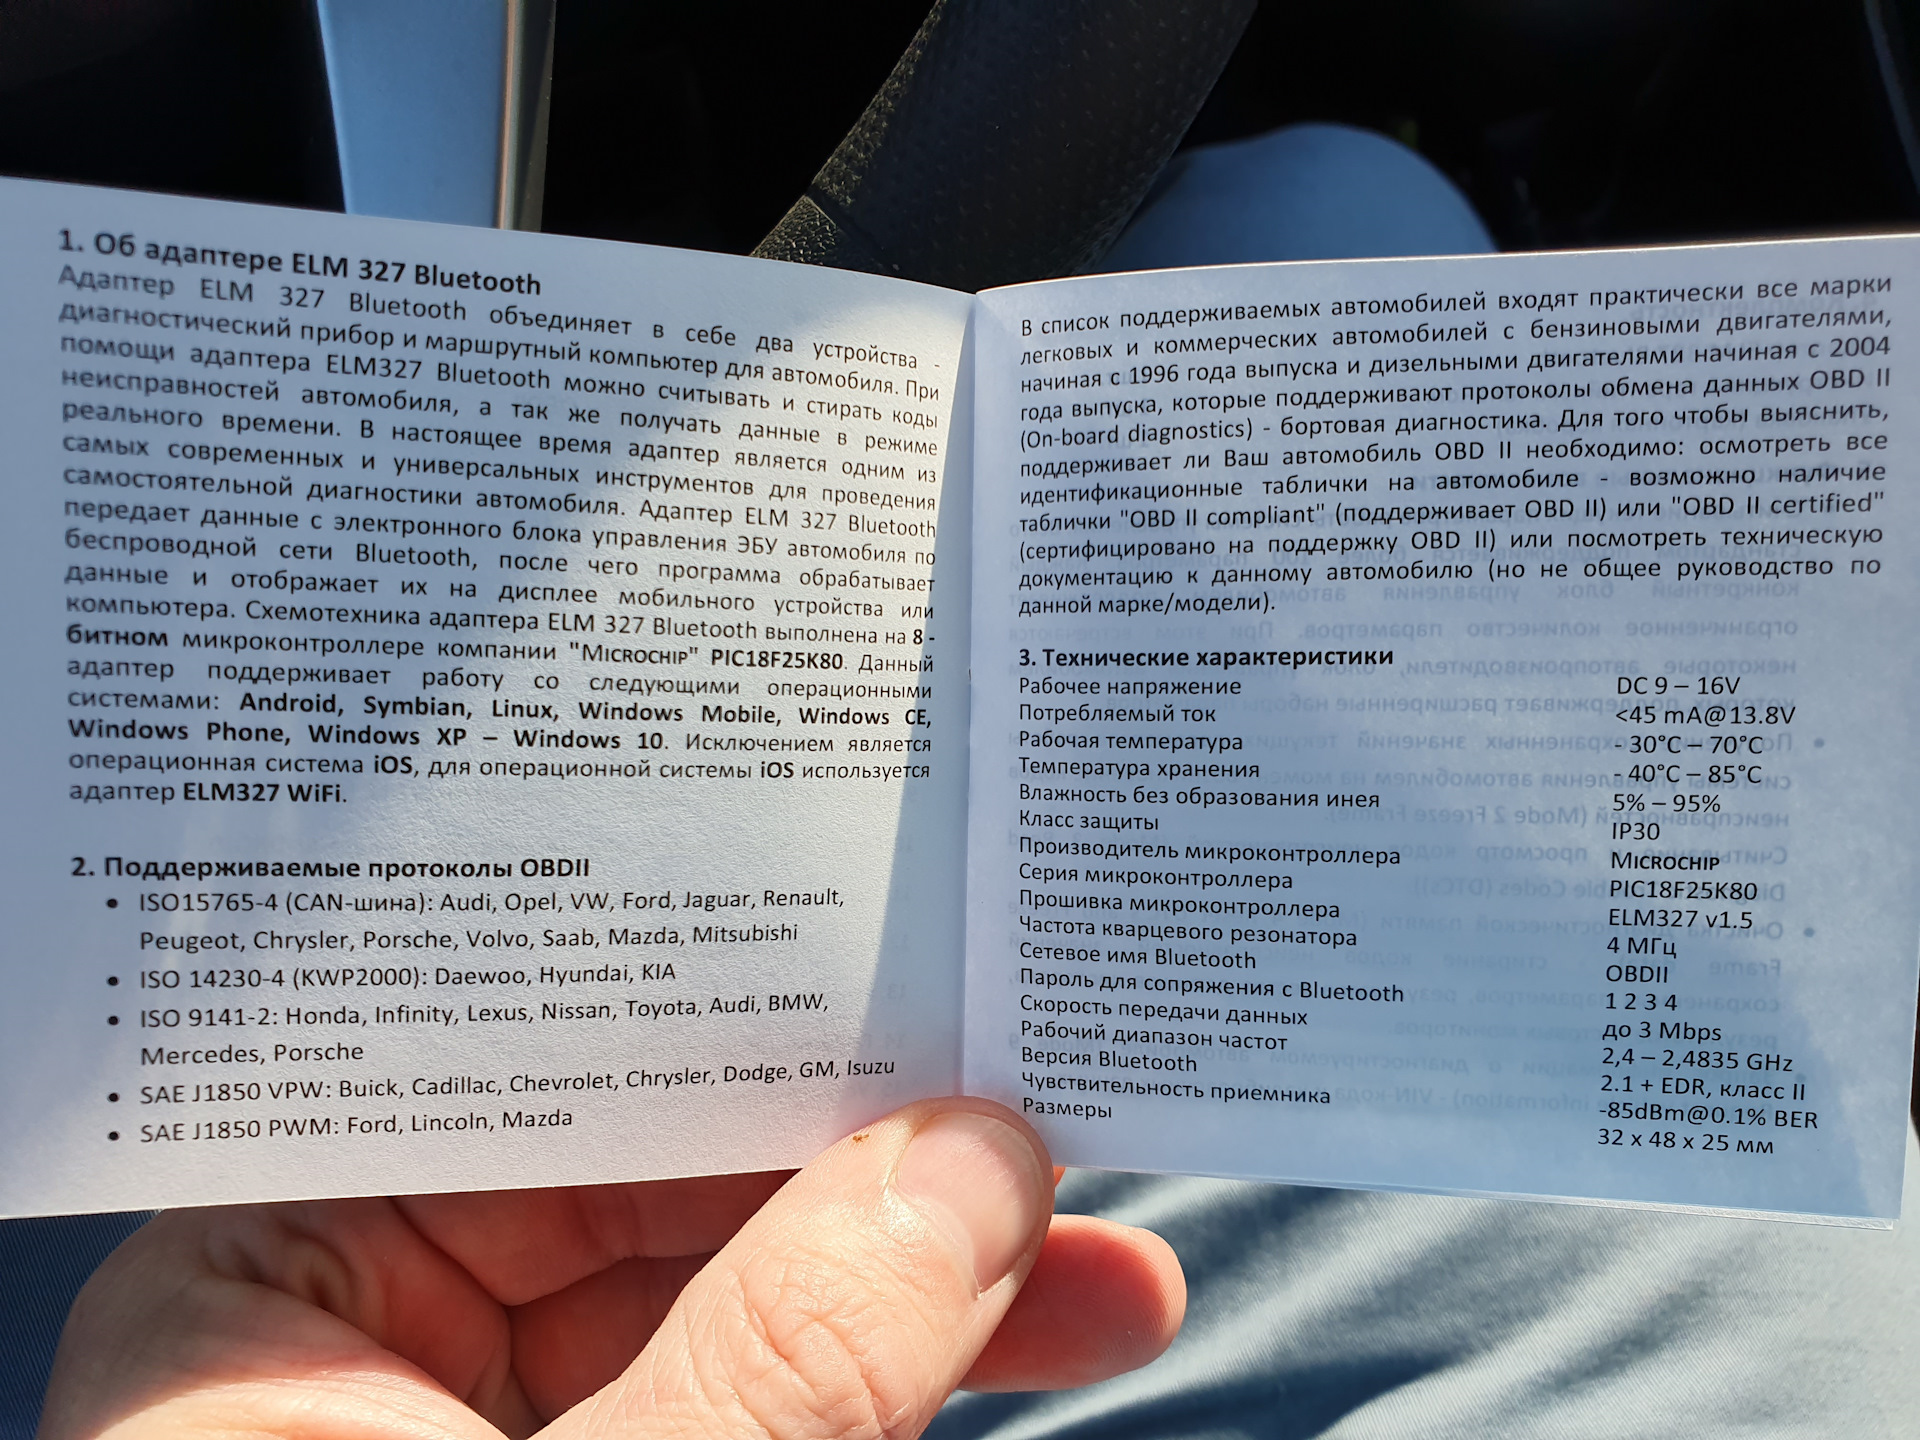 1. Об адаптере ELM 327 Bluetooth
Адаптер ELM 327 Bluetooth объединяет в себе два устройства -
диагностический прибор и маршрутный компьютер для автомобиля. При
помощи адаптера ELM327 Bluetooth можно считывать и стирать коды
неисправностей автомобиля, а так же получать данные в режиме
реального времени. В настоящее время адаптер является одним из
самых современных и универсальных инструментов для проведения
самостоятельной диагностики автомобиля. Адаптер ELM 327 Bluetooth
передает данные с электронного блока управления ЭБУ автомобиля по
беспроводной сети Bluetooth, после чего программа обрабатывает
данные и отображает их на дисплее мобильного устройства или
компьютера. Схемотехника адаптера ELM 327 Bluetooth выполнена на 8 -
битном микроконтроллере компании "MICROCHIP" PIC18F25K80. Данный
адаптер поддерживает работу со следующими операционными
системами: Android, Symbian, Linux, Windows Mobile, Windows CE,
Windows Phone, Windows XP – Windows 10. Исключением является
операционная система iOS, для операционной системы iOS используется
адаптер ELM327 WiFi.
2. Поддерживаемые протоколы OBDII
• ISO15765-4 (CAN-шина): Audi, Opel, VW, Ford, Jaguar, Renault,
Peugeot, Chrysler, Porsche, Volvo, Saab, Mazda, Mitsubishi
• ISO 14230-4 (KWP2000): Daewoo, Hyundai, KIA
• ISO 9141-2: Honda, Infinity, Lexus, Nissan, Toyota, Audi, BMW,
Mercedes, Porsche
• SAE J1850 VPW: Buick, Cadillac, Chevrolet, Chrysler, Dodge, GM, Isuzu
• SAE J1850 PWM: Ford, Lincoln, Mazda
В список поддерживаемых автомобилей входят практически все марки
легковых и коммерческих автомобилей с бензиновыми двигателями,
начиная с 1996 года выпуска и дизельными двигателями начиная с 2004
года выпуска, которые поддерживают протоколы обмена данных OBD II
(On-board diagnostics) - бортовая диагностика. Для того чтобы выяснить,
поддерживает ли Ваш автомобиль OBD II необходимо: осмотреть все
идентификационные таблички на автомобиле - возможно наличие
таблички "OBD II compliant" (поддерживает OBD II) или "OBD II certified"
(сертифицировано на поддержку OBD II) или посмотреть техническую
документацию к данному автомобилю (но не общее руководство по
данной марке/модели).
3. Технические характеристики
Рабочее напряжение DC 9 – 16V
Потребляемый ток <45 mA@13.8V
Рабочая температура - 30°C – 70°C
Температура хранения - 40°C – 85°C
Влажность без образования инея 5% – 95%
Класс защиты IP30
Производитель микроконтроллера MICROCHIP
Серия микроконтроллера PIC18F25K80
Прошивка микроконтроллера ELM327 v1.5
Частота кварцевого резонатора 4 МГц
Сетевое имя Bluetooth OBDII
Пароль для сопряжения с Bluetooth 1 2 3 4
Скорость передачи данных до 3 Mbps
Рабочий диапазон частот 2,4 – 2,4835 GHz
Версия Bluetooth 2.1 + EDR, класс II
Чувствительность приемника -85dBm@0.1% BER
Размеры 32 x 48 x 25 мм